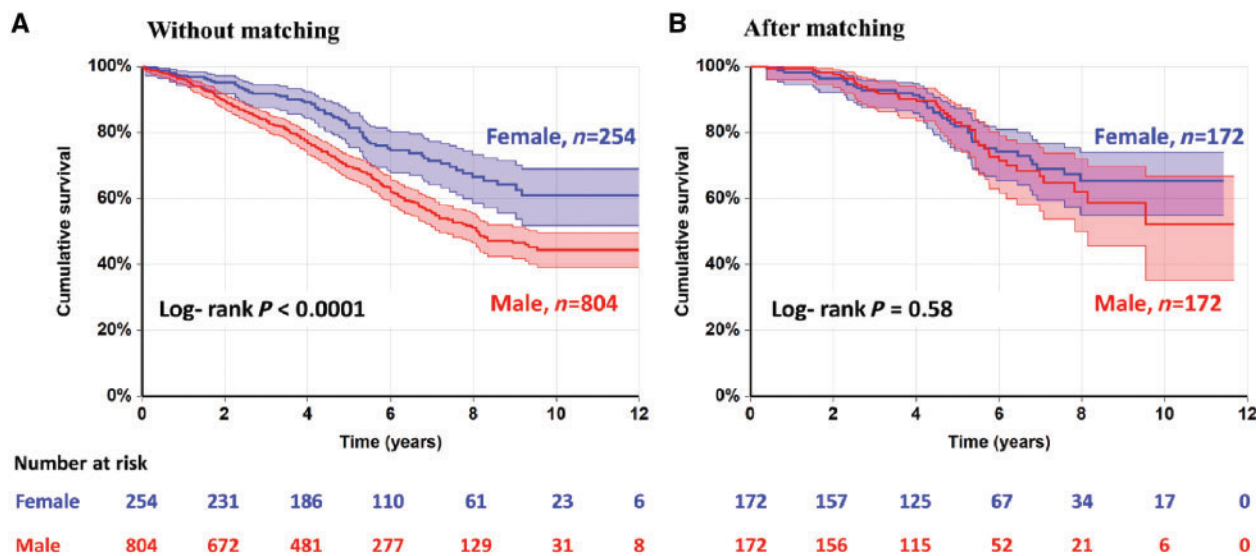 A
Without matching
100%
80%
60%
40%
20%
0%
Cumulative survival
Female, n=254
Male, n=804
Log- rank P < 0.0001
0 2 4 6 8 10 12
Time (years)
B
After matching
100%
80%
60%
40%
20%
0%
Cumulative survival
Female, n=172
Male, n=172
Log- rank P = 0.58
0 2 4 6 8 10 12
Time (years)
Number at risk
Female 254 231 186 110 61 23 6 172 157 125 67 34 17 0
Male 804 672 481 277 129 31 8 172 156 115 52 21 6 0